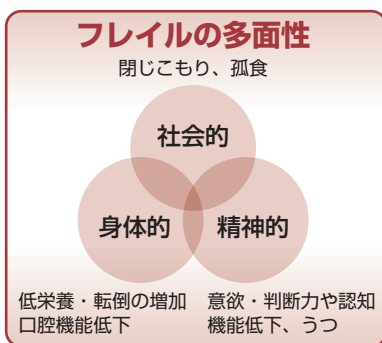 フレイルの多面性
閉じこもり、孤食
社会的
身体的
精神的
低栄養・転倒の増加
口腔機能低下
意欲・判断力や認知
機能低下、うつ